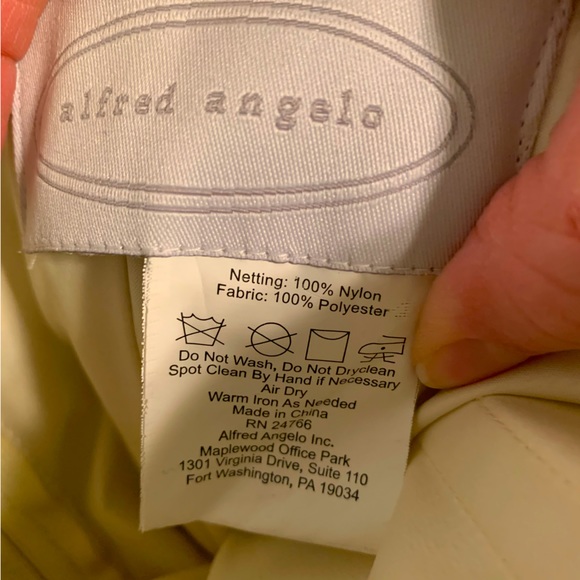 alfred angelo
Netting: 100% Nylon
Fabric: 100% Polyester
Do Not Wash, Do Not Dryclean
Spot Clean By Hand if Necessary
Air Dry
Warm Iron As Needed
Made in China
RN 24766
Alfred Angelo Inc.
Maplewood Office Park
1301 Virginia Drive, Suite 110
Fort Washington, PA 19034